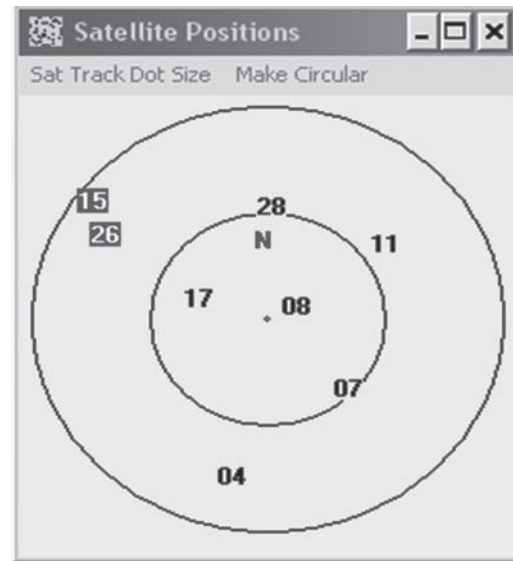 Satellite Positions
Sat Track Dot Size Make Circular
15
28
26
N
11
17
08
07
04